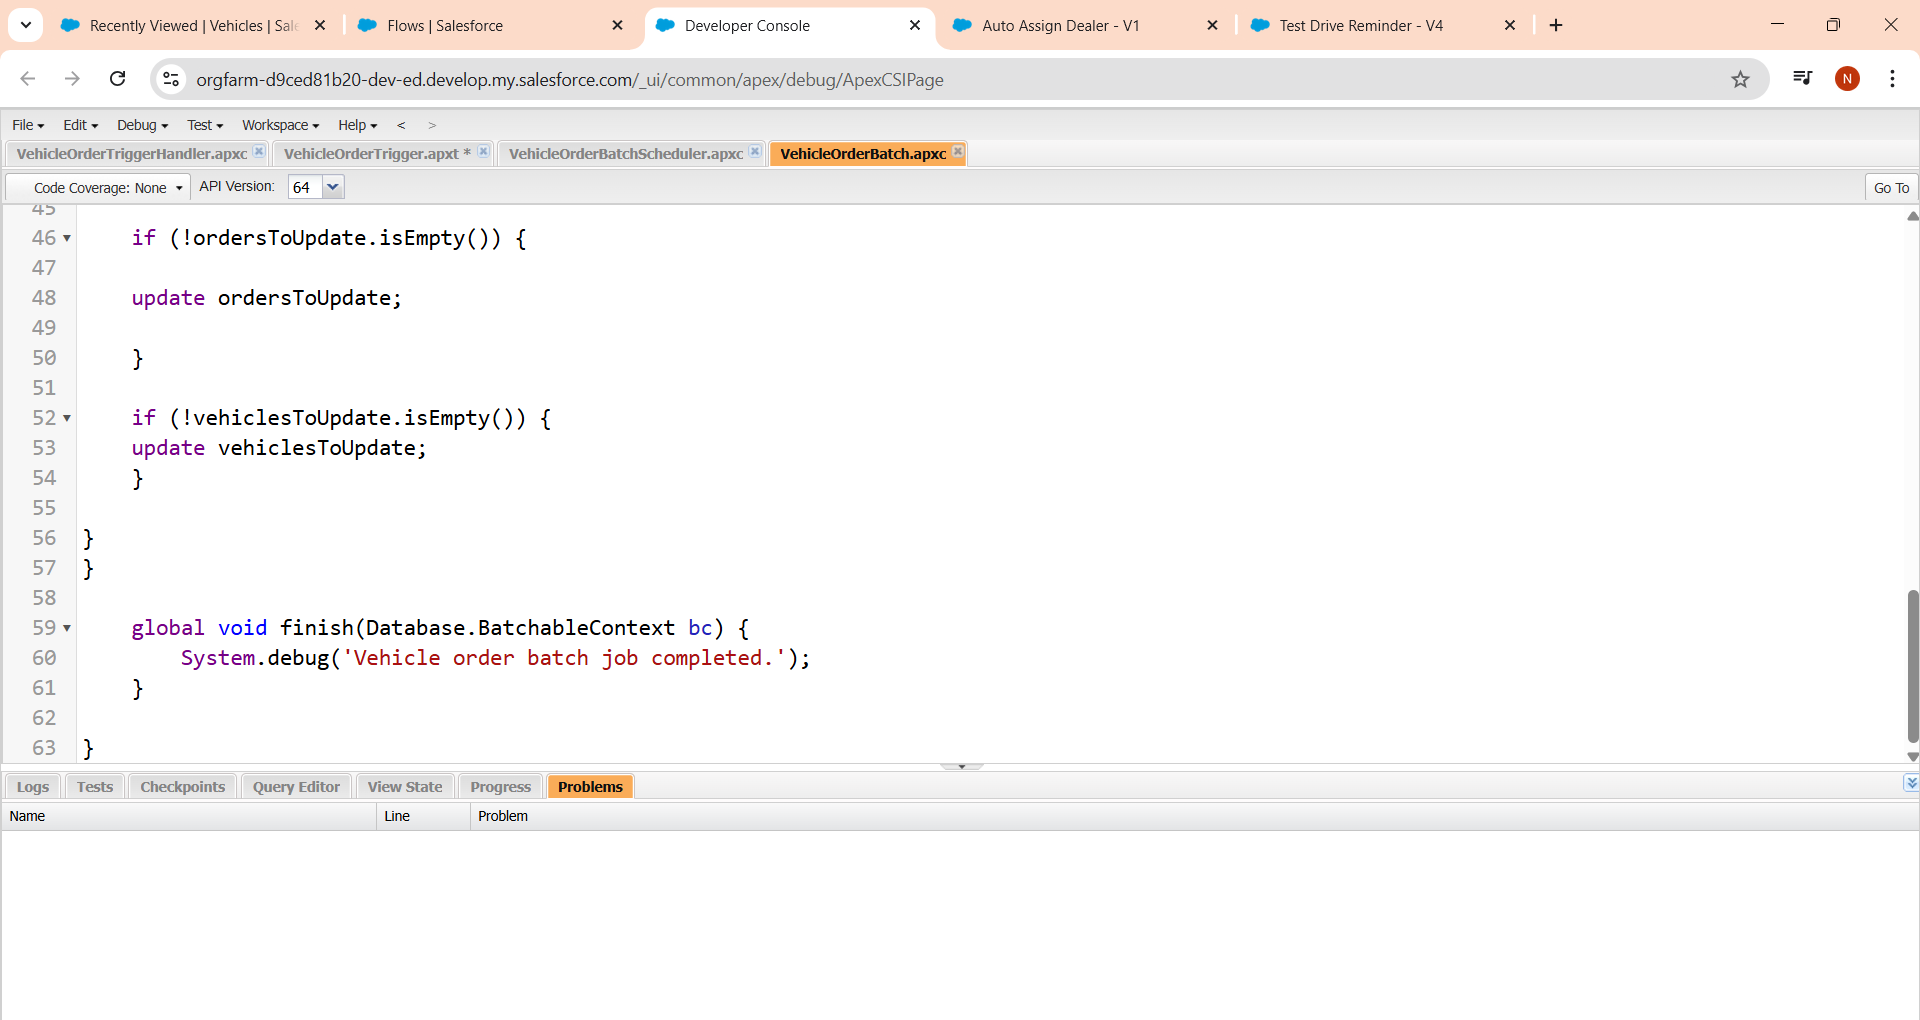 Recently Viewed | Vehicles | Sale
Flows | Salesforce
Developer Console
Auto Assign Dealer - V1
Test Drive Reminder - V4
orgfarm-d9ced81b20-dev-ed.develop.my.salesforce.com/_ui/common/apex/debug/ApexCSIPage
N
File Edit Debug Test Workspace Help < >
VehicleOrderTriggerHandler.apxc
VehicleOrderTrigger.apxt *
VehicleOrderBatchScheduler.apxc
VehicleOrderBatch.apxc
Code Coverage: None API Version: 64 Go To
45
46 if (!ordersToUpdate.isEmpty()) {
47
48 update ordersToUpdate;
49
50 }
51
52 if (!vehiclesToUpdate.isEmpty()) {
53 update vehiclesToUpdate;
54 }
55
56 }
57 }
58
59 global void finish(Database.BatchableContext bc) {
60 System.debug('Vehicle order batch job completed.');
61 }
62
63 }
Logs Tests Checkpoints Query Editor View State Progress Problems
Name Line Problem